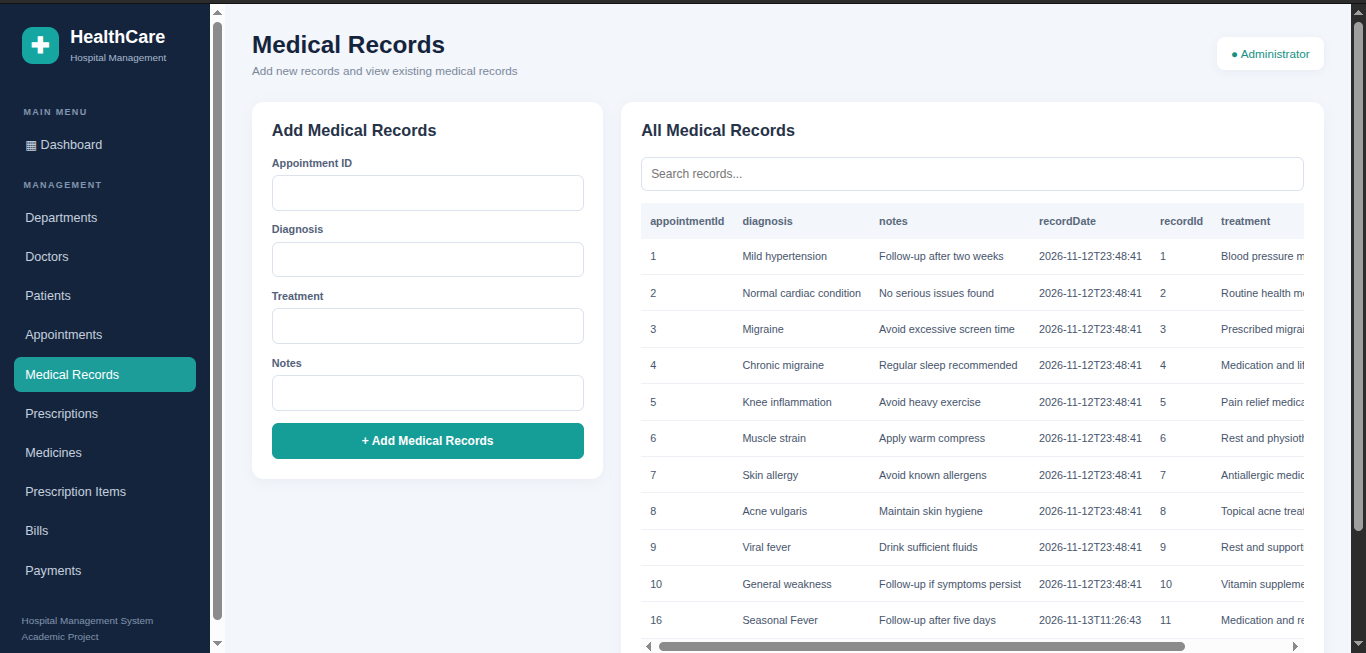 HealthCare
Hospital Management
MAIN MENU
Dashboard
MANAGEMENT
Departments
Doctors
Patients
Appointments
Medical Records
Prescriptions
Medicines
Prescription Items
Bills
Payments
Hospital Management System
Academic Project
Medical Records
Add new records and view existing medical records
● Administrator
Add Medical Records
Appointment ID
Diagnosis
Treatment
Notes
+ Add Medical Records
All Medical Records
Search records...
appointmentId diagnosis notes recordDate recordId treatment
1 Mild hypertension Follow-up after two weeks 2026-11-12T23:48:41 1 Blood pressure m
2 Normal cardiac condition No serious issues found 2026-11-12T23:48:41 2 Routine health m
3 Migraine Avoid excessive screen time 2026-11-12T23:48:41 3 Prescribed migrai
4 Chronic migraine Regular sleep recommended 2026-11-12T23:48:41 4 Medication and lif
5 Knee inflammation Avoid heavy exercise 2026-11-12T23:48:41 5 Pain relief medica
6 Muscle strain Apply warm compress 2026-11-12T23:48:41 6 Rest and physiot
7 Skin allergy Avoid known allergens 2026-11-12T23:48:41 7 Antiallergic medic
8 Acne vulgaris Maintain skin hygiene 2026-11-12T23:48:41 8 Topical acne treat
9 Viral fever Drink sufficient fluids 2026-11-12T23:48:41 9 Rest and support
10 General weakness Follow-up if symptoms persist 2026-11-12T23:48:41 10 Vitamin suppleme
16 Seasonal Fever Follow-up after five days 2026-11-13T11:26:43 11 Medication and re